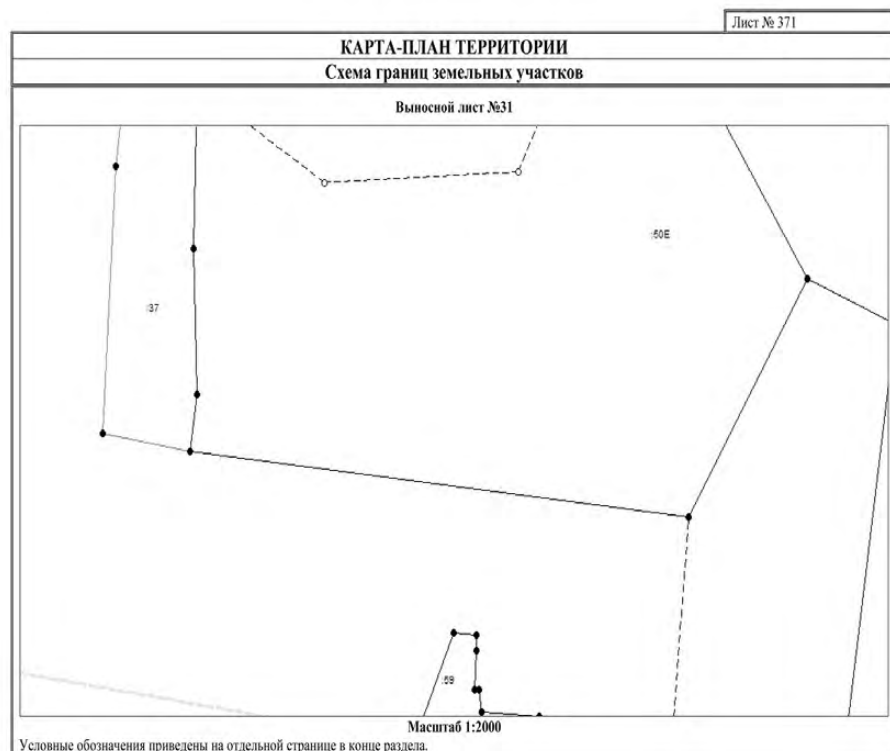 Лист № 371
КАРТА-ПЛАН ТЕРРИТОРИИ
Схема границ земельных участков
Выносной лист №31
:50Е
:37
:59
Масштаб 1:2000
Условные обозначения приведены на отдельной странице в конце раздела.